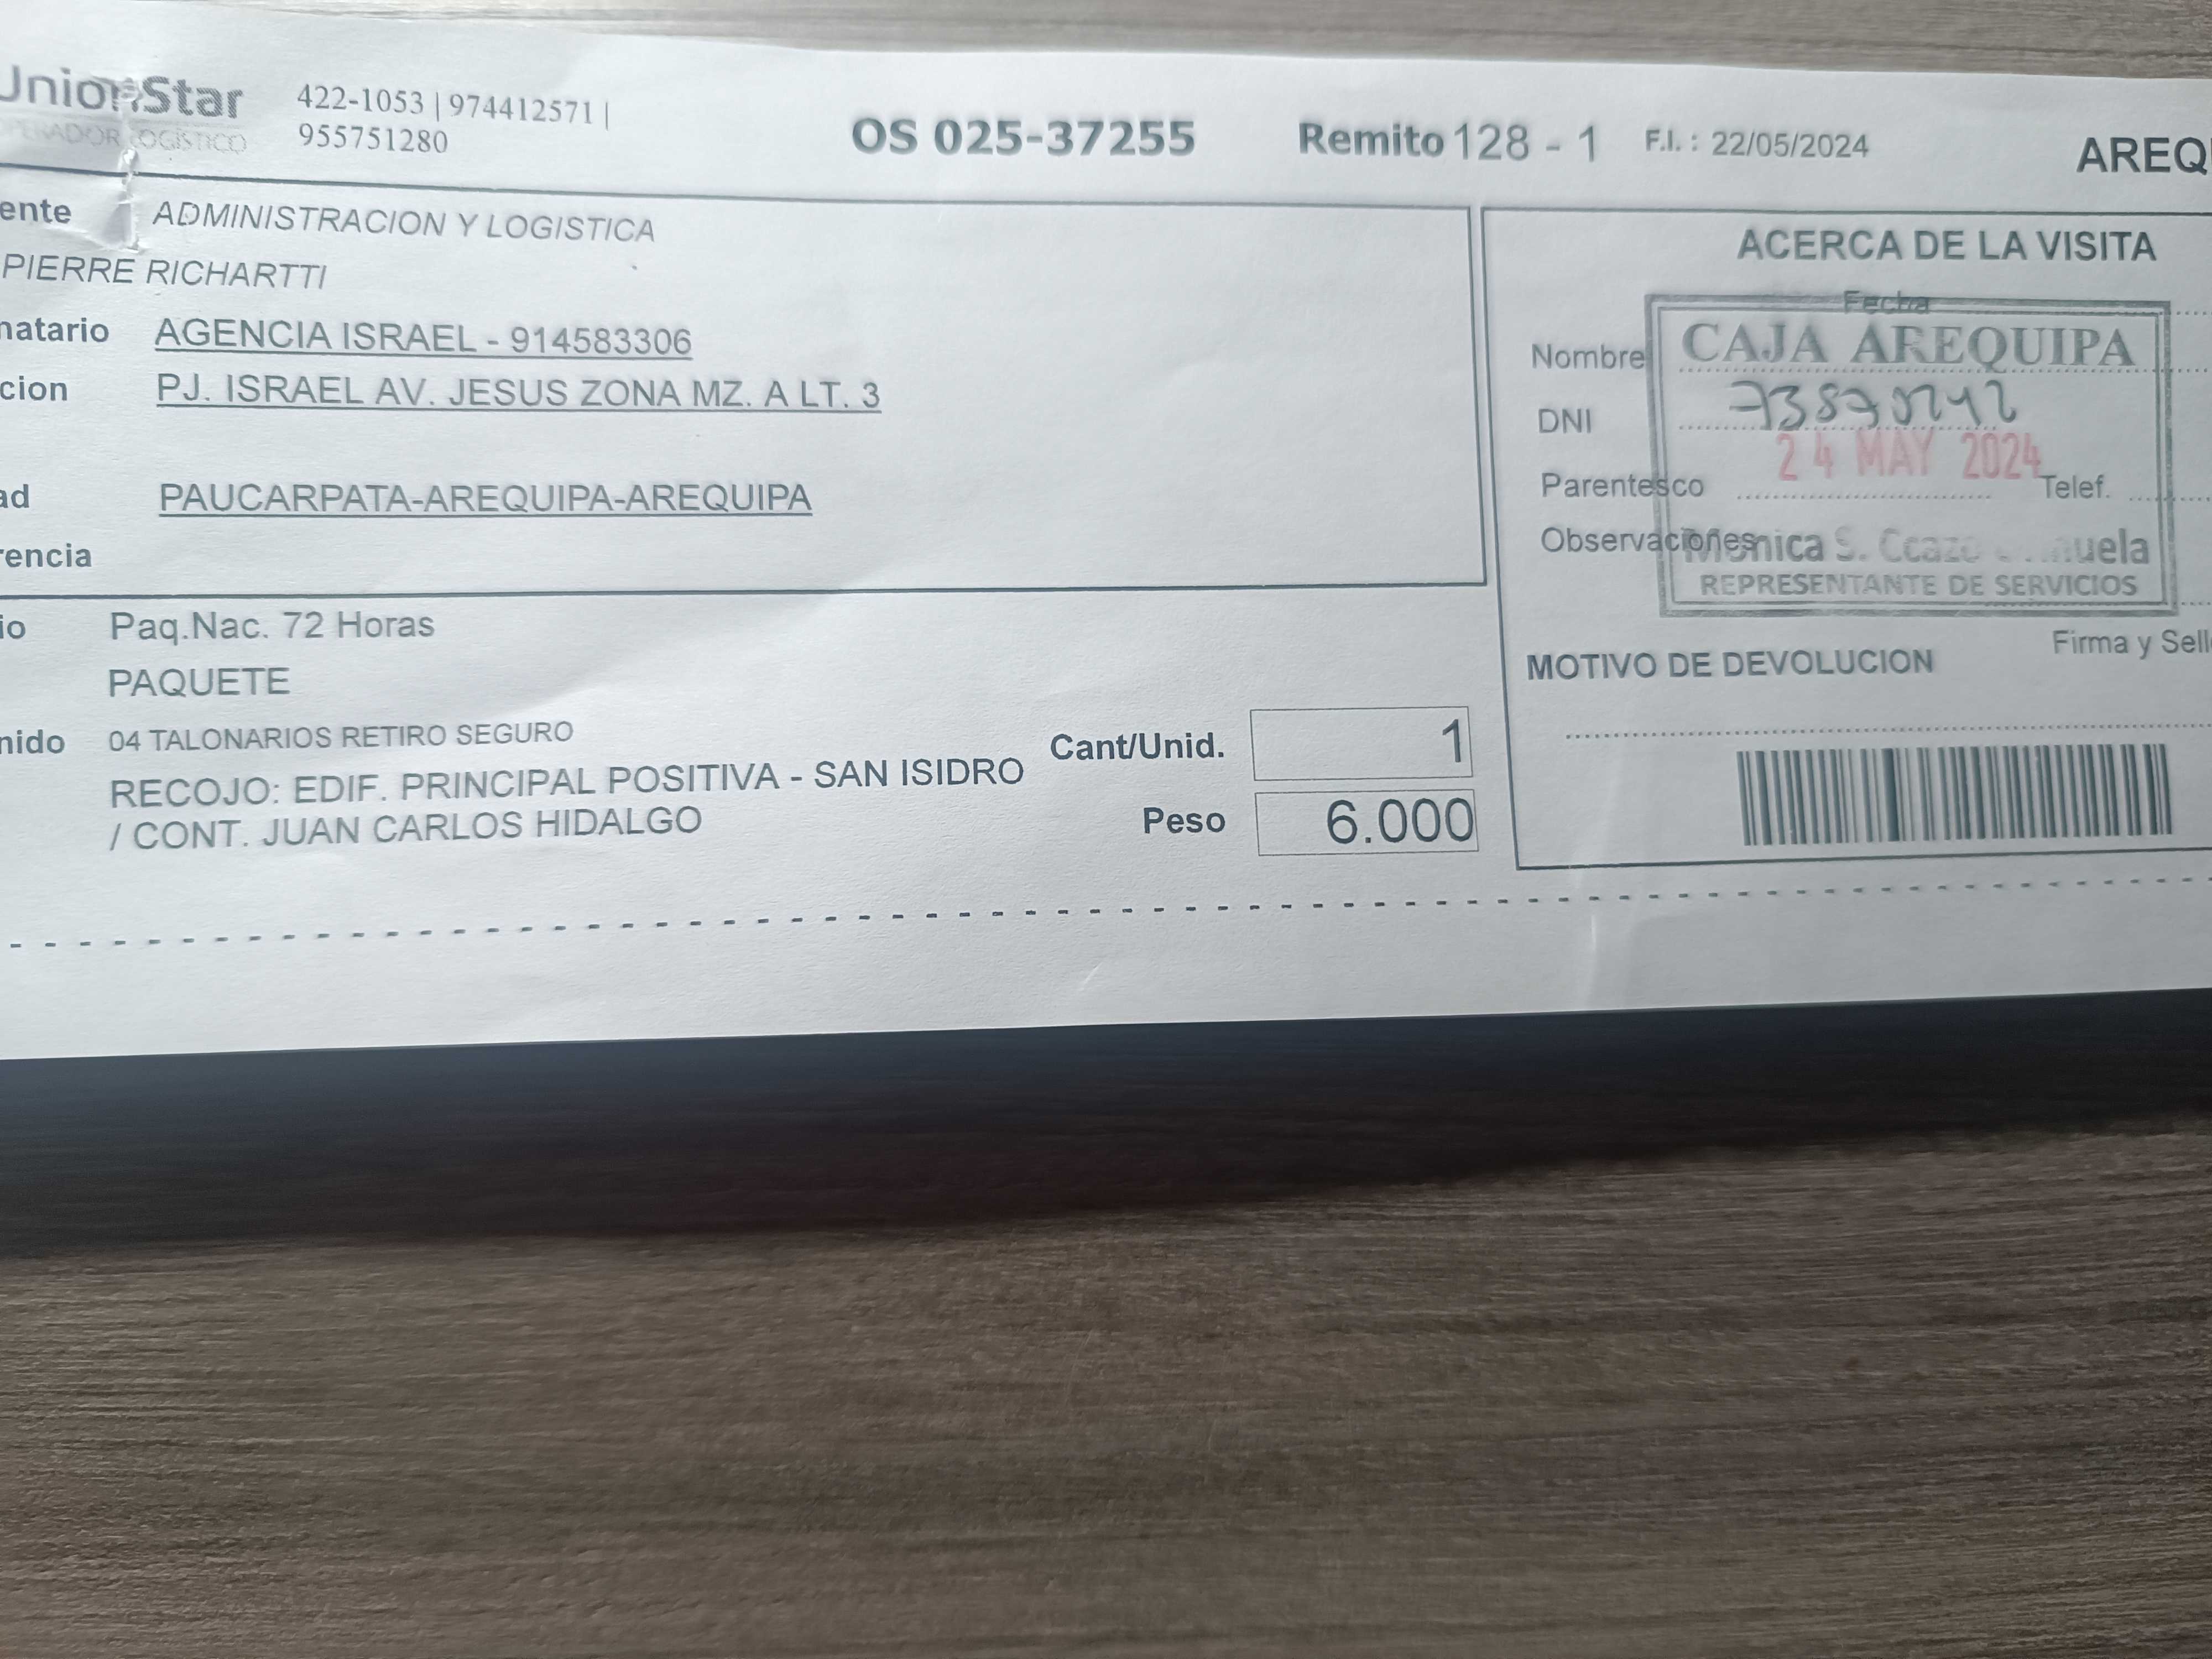 UnionStar
OPERADOR LOGÍSTICO
422-1053 | 974412571 |
955751280
OS 025-37255
Remito 128 - 1
F.I. : 22/05/2024
AREQ
ente ADMINISTRACION Y LOGISTICA
PIERRE RICHARTTI
natario AGENCIA ISRAEL - 914583306
cion PJ. ISRAEL AV. JESUS ZONA MZ. A LT. 3
ad PAUCARPATA-AREQUIPA-AREQUIPA
rencia
io Paq.Nac. 72 Horas
PAQUETE
nido 04 TALONARIOS RETIRO SEGURO
RECOJO: EDIF. PRINCIPAL POSITIVA - SAN ISIDRO
/ CONT. JUAN CARLOS HIDALGO
Cant/Unid. 1
Peso 6.000
ACERCA DE LA VISITA
Fecha
Nombre
CAJA AREQUIPA
DNI
24 MAY 2024
Parentesco
Telef.
Observaciones
Monica S.
REPRESENTANTE DE SERVICIOS
Firma y Sell
MOTIVO DE DEVOLUCION